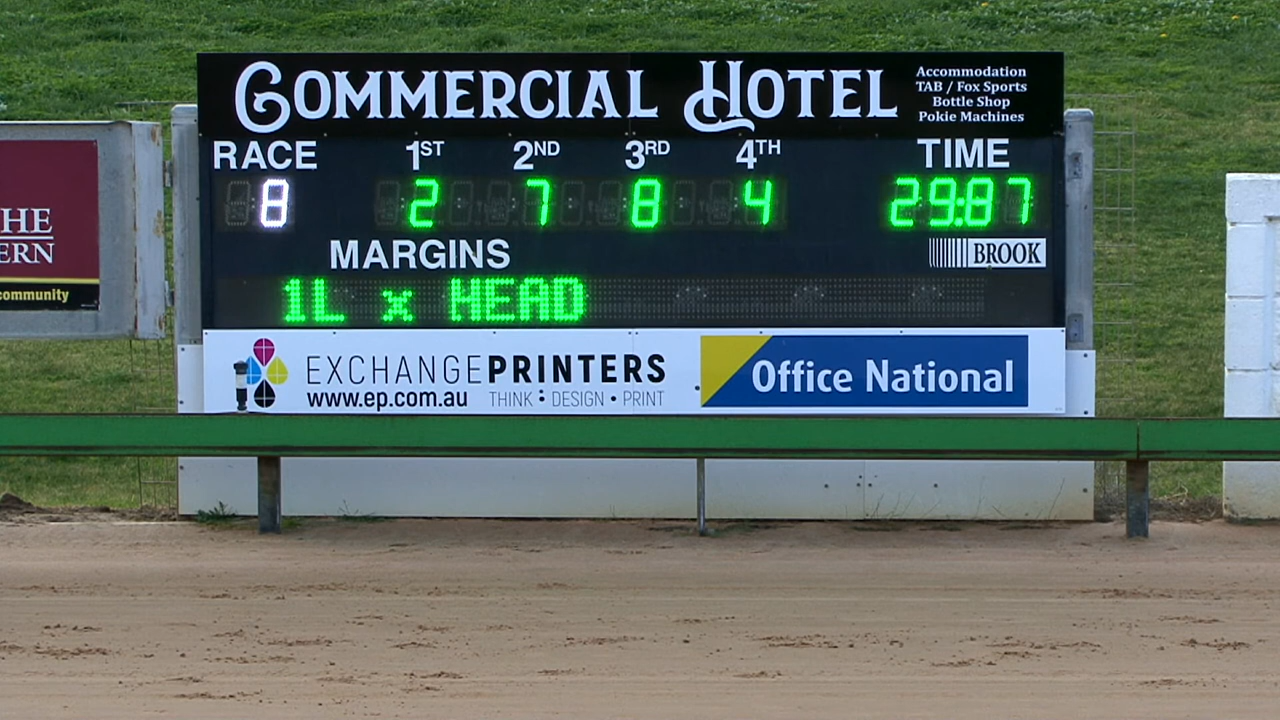 COMMERCIAL HOTEL
Accommodation
TAB / Fox Sports
Bottle Shop
Pokie Machines
RACE 1ST 2ND 3RD 4TH TIME
8 2 7 8 4 29:87
MARGINS
BROOK
1L x HEAD
EXCHANGEPRINTERS
www.ep.com.au THINK : DESIGN • PRINT
Office National
HE
ERN
community